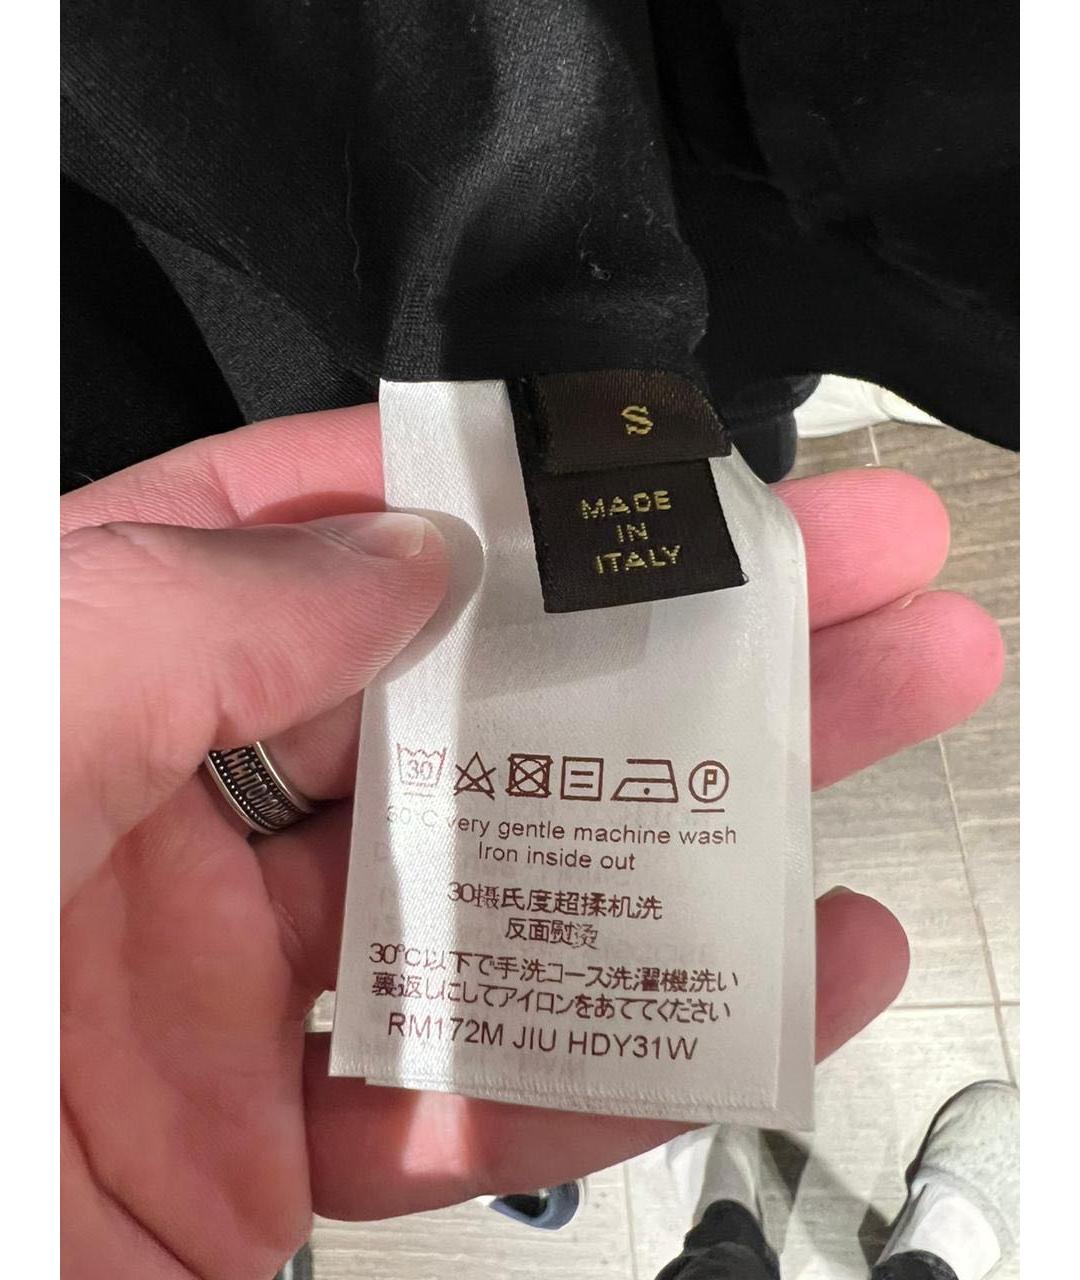 S
MADE
IN
ITALY
30
P
30°C very gentle machine wash
Iron inside out
30摄氏度超揉机洗
反面熨烫
30℃以下で手洗コース洗濯機洗い
裏返しにしてアイロンをあててください
RM172M JIU HDY31W